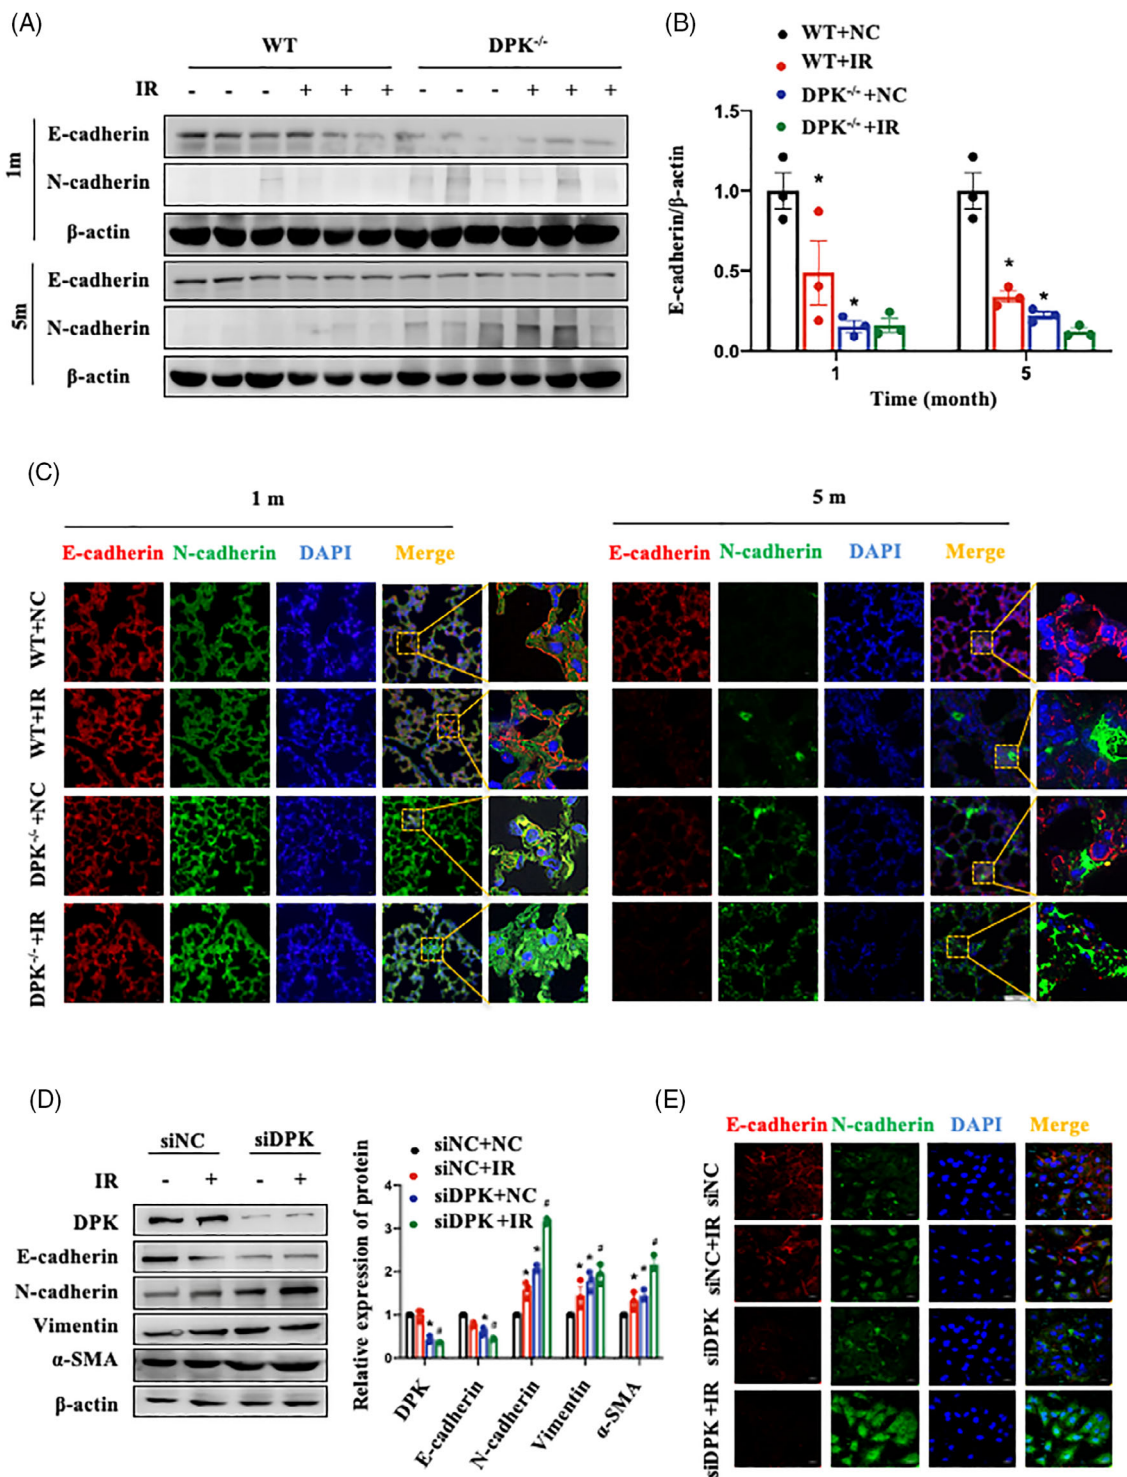 (A)
WT DPK-/-
IR - - - + + + - - - + + +
1m
E-cadherin
N-cadherin
β-actin
5m
E-cadherin
N-cadherin
β-actin
(B)
WT+NC
WT+IR
DPK-/-+NC
DPK-/-+IR
E-cadherin/β-actin
1.5
1.0
0.5
0.0
* * * *
1 5
Time (month)
(C)
1 m 5 m
E-cadherin N-cadherin DAPI Merge E-cadherin N-cadherin DAPI Merge
WT+NC
WT+IR
DPK-/-+NC
DPK-/-+IR
(D)
siNC siDPK
IR - + - +
DPK
E-cadherin
N-cadherin
Vimentin
α-SMA
β-actin
siNC+NC
siNC+IR
siDPK+NC
siDPK+IR
Relative expression of protein
4
3
2
1
0
* # * # * * # * * # * * #
DPK
E-cadherin
N-cadherin
Vimentin
α-SMA
(E)
E-cadherin N-cadherin DAPI Merge
siNC
siNC+IR
siDPK
siDPK+IR